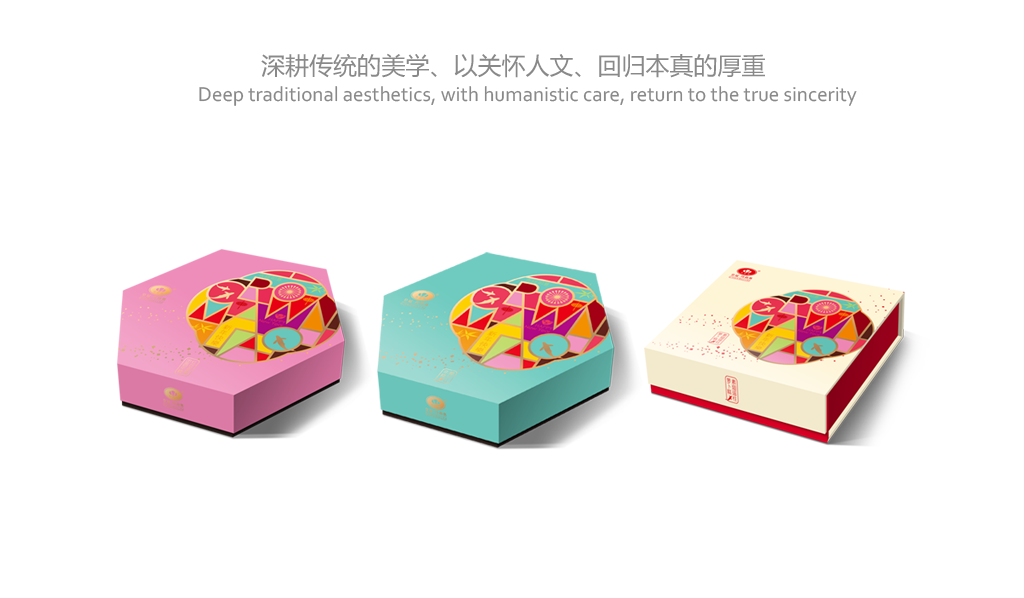 深耕传统的美学、以关怀人文、回归本真的厚重
Deep traditional aesthetics, with humanistic care, return to the true sincerity